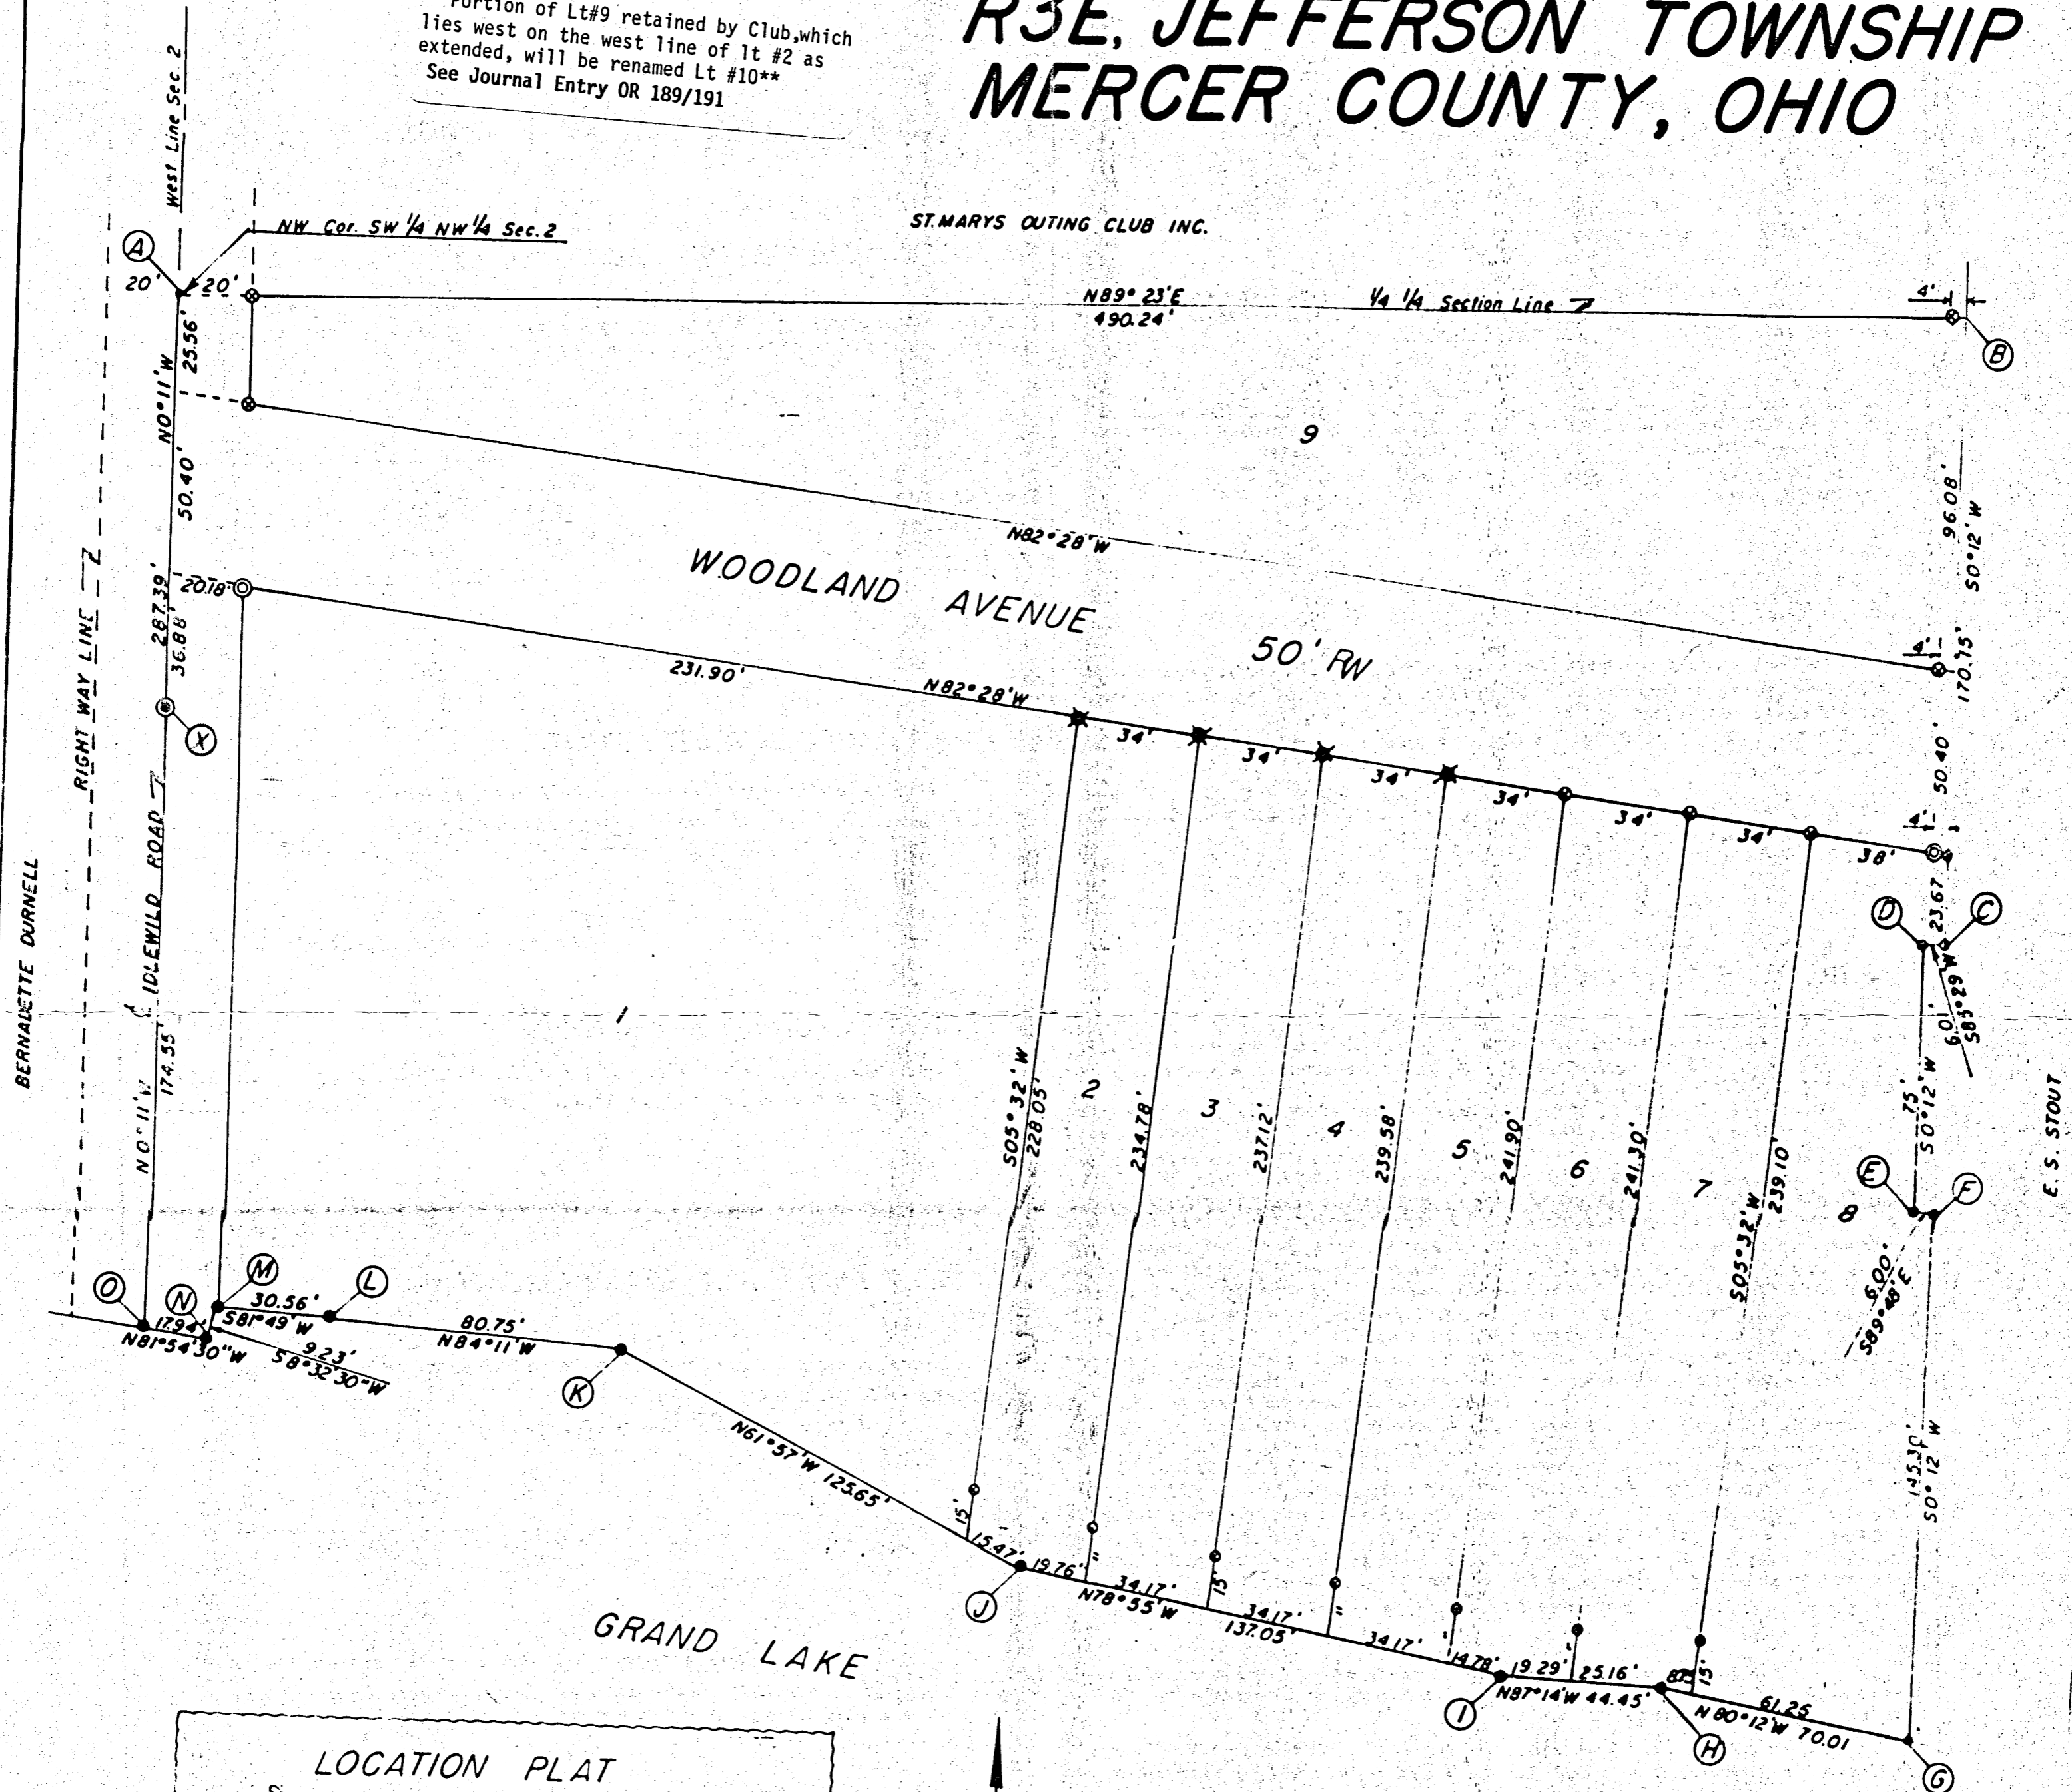 Portion of Lt#9 retained by Club,which
lies west on the west line of lt #2 as
extended, will be renamed Lt #10**
See Journal Entry OR 189/191
R3E, JEFFERSON TOWNSHIP
MERCER COUNTY, OHIO
West Line Sec. 2
NW Cor. SW 1/4 NW 1/4 Sec. 2
ST. MARYS OUTING CLUB INC.
A
20'
20'
N89° 23'E
490.24'
1/4 1/4 Section Line
4'
B
25.56'
N0°11'W
50.40'
9
96.08'
S0°12'W
N82°28'W
WOODLAND AVENUE
50' RW
4'
170.75'
20.18'
287.39'
36.88'
X
RIGHT WAY LINE
231.90'
N82°28'W
34'
34'
34'
34'
34'
34'
38'
50.40'
4'
23.67
D
C
6.01'
S85°29'W
IDLEWILD ROAD
BERNADETTE DURNELL
1
N0°11'W
174.55'
S05°32'W
228.05'
2
234.78'
3
237.12'
4
239.58'
5
241.90'
6
241.30'
7
S05°32'W
239.10'
8
75'
S0°12'W
E
F
6.00'
S89°48'E
E. S. STOUT
O
N
M
L
30.56'
S81°49'W
17.94'
N81°54'30"W
9.23'
S8°32'30"W
80.75'
N84°11'W
K
N61°57'W 125.65'
15'
15.47'
J
19.76'
34.17'
N78°55'W
15'
34.17'
137.05'
34.17'
14.78'
I
19.29'
25.16'
N87°14'W 44.45'
15'
H
61.25
N80°12'W 70.01
G
145.30'
S0°12'W
GRAND LAKE
LOCATION PLAT